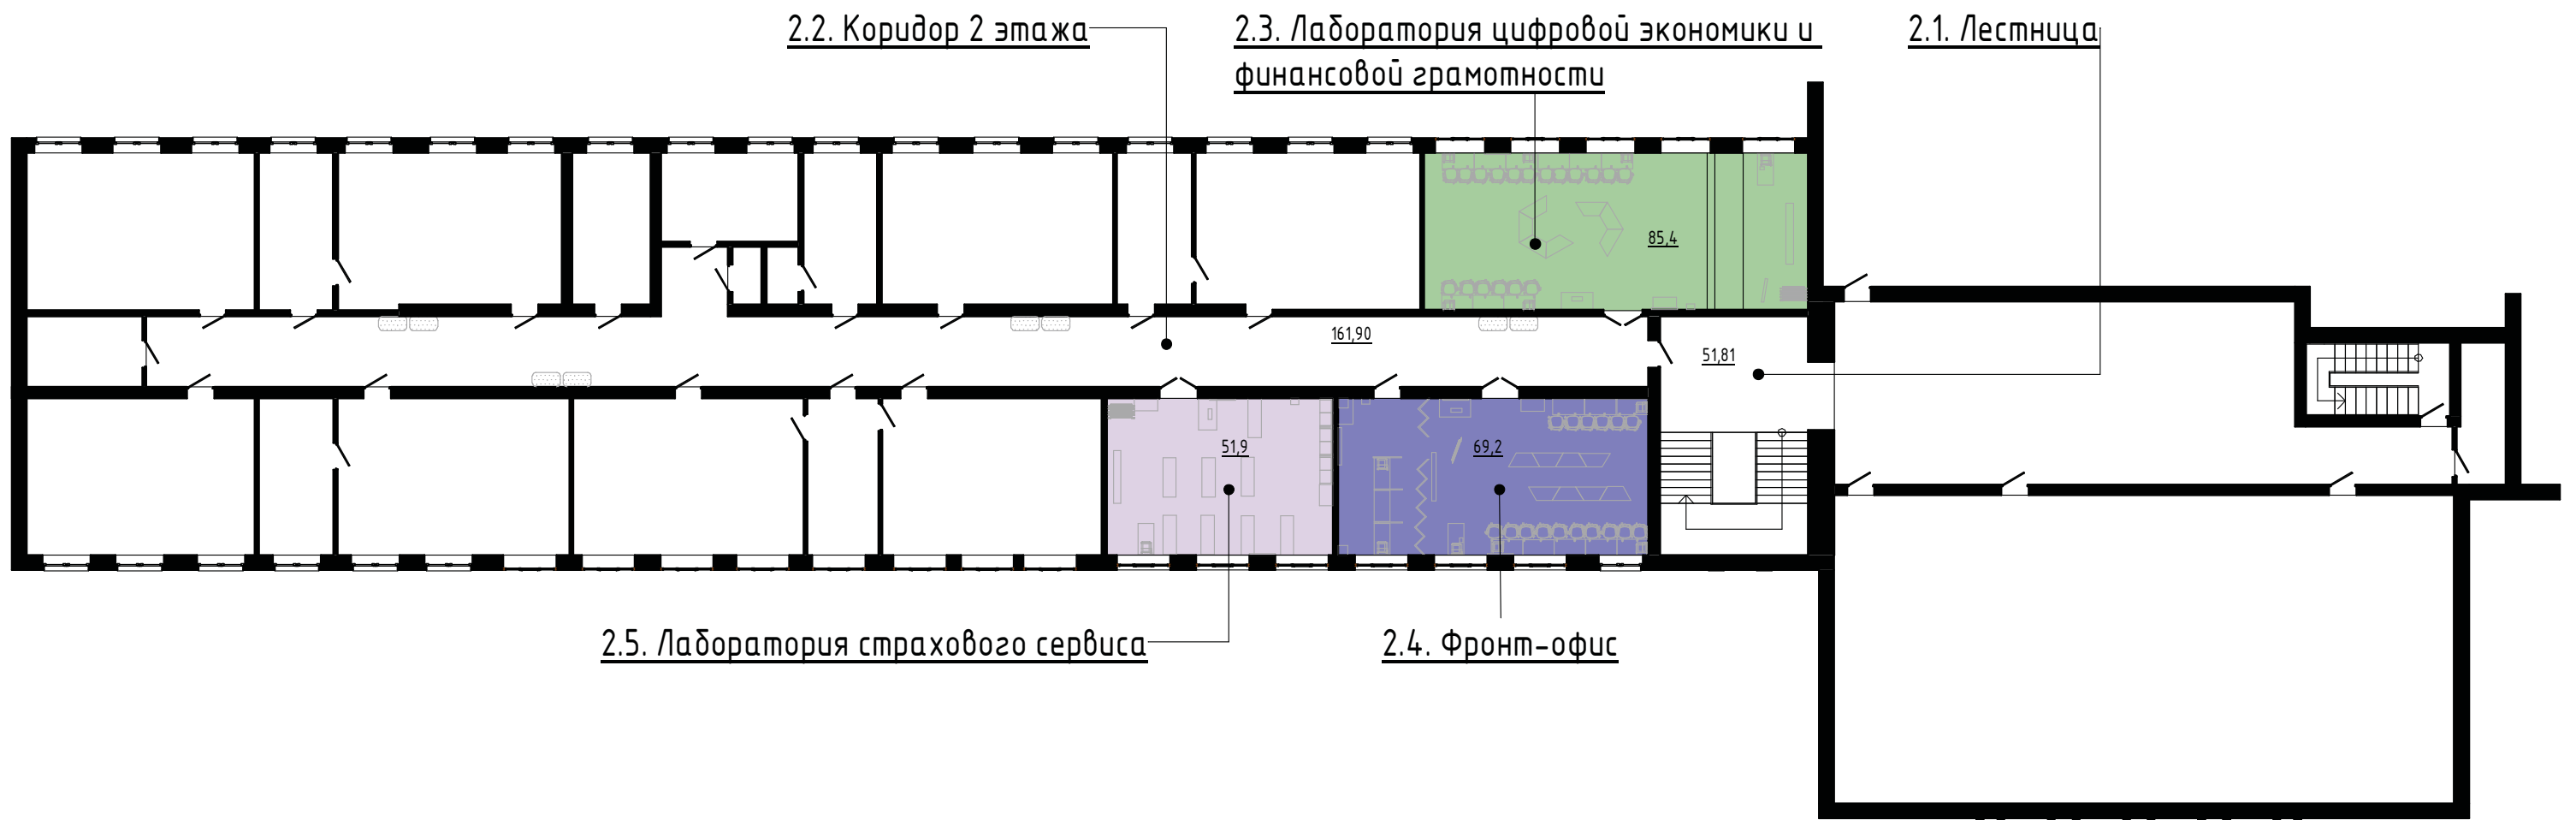 2.2. Коридор 2 этажа
2.3. Лаборатория цифровой экономики и
финансовой грамотности
2.1. Лестница
85,4
161,90
51,81
51,9
69,2
2.5. Лаборатория страхового сервиса
2.4. Фронт-офис